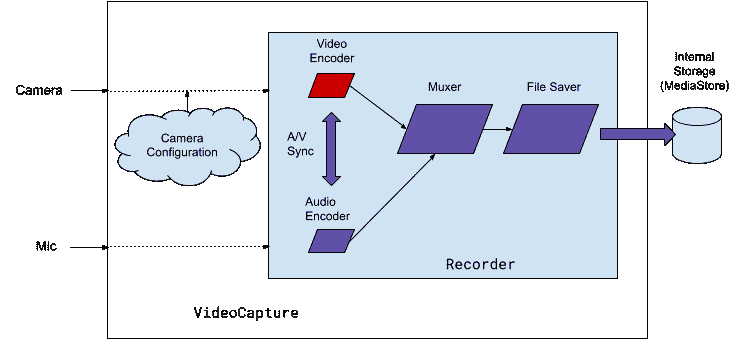 Video
Encoder
Muxer
File Saver
Internal
Storage
(MediaStore)
Camera
Camera
Configuration
A/V
Sync
Audio
Encoder
Mic
Recorder
VideoCapture